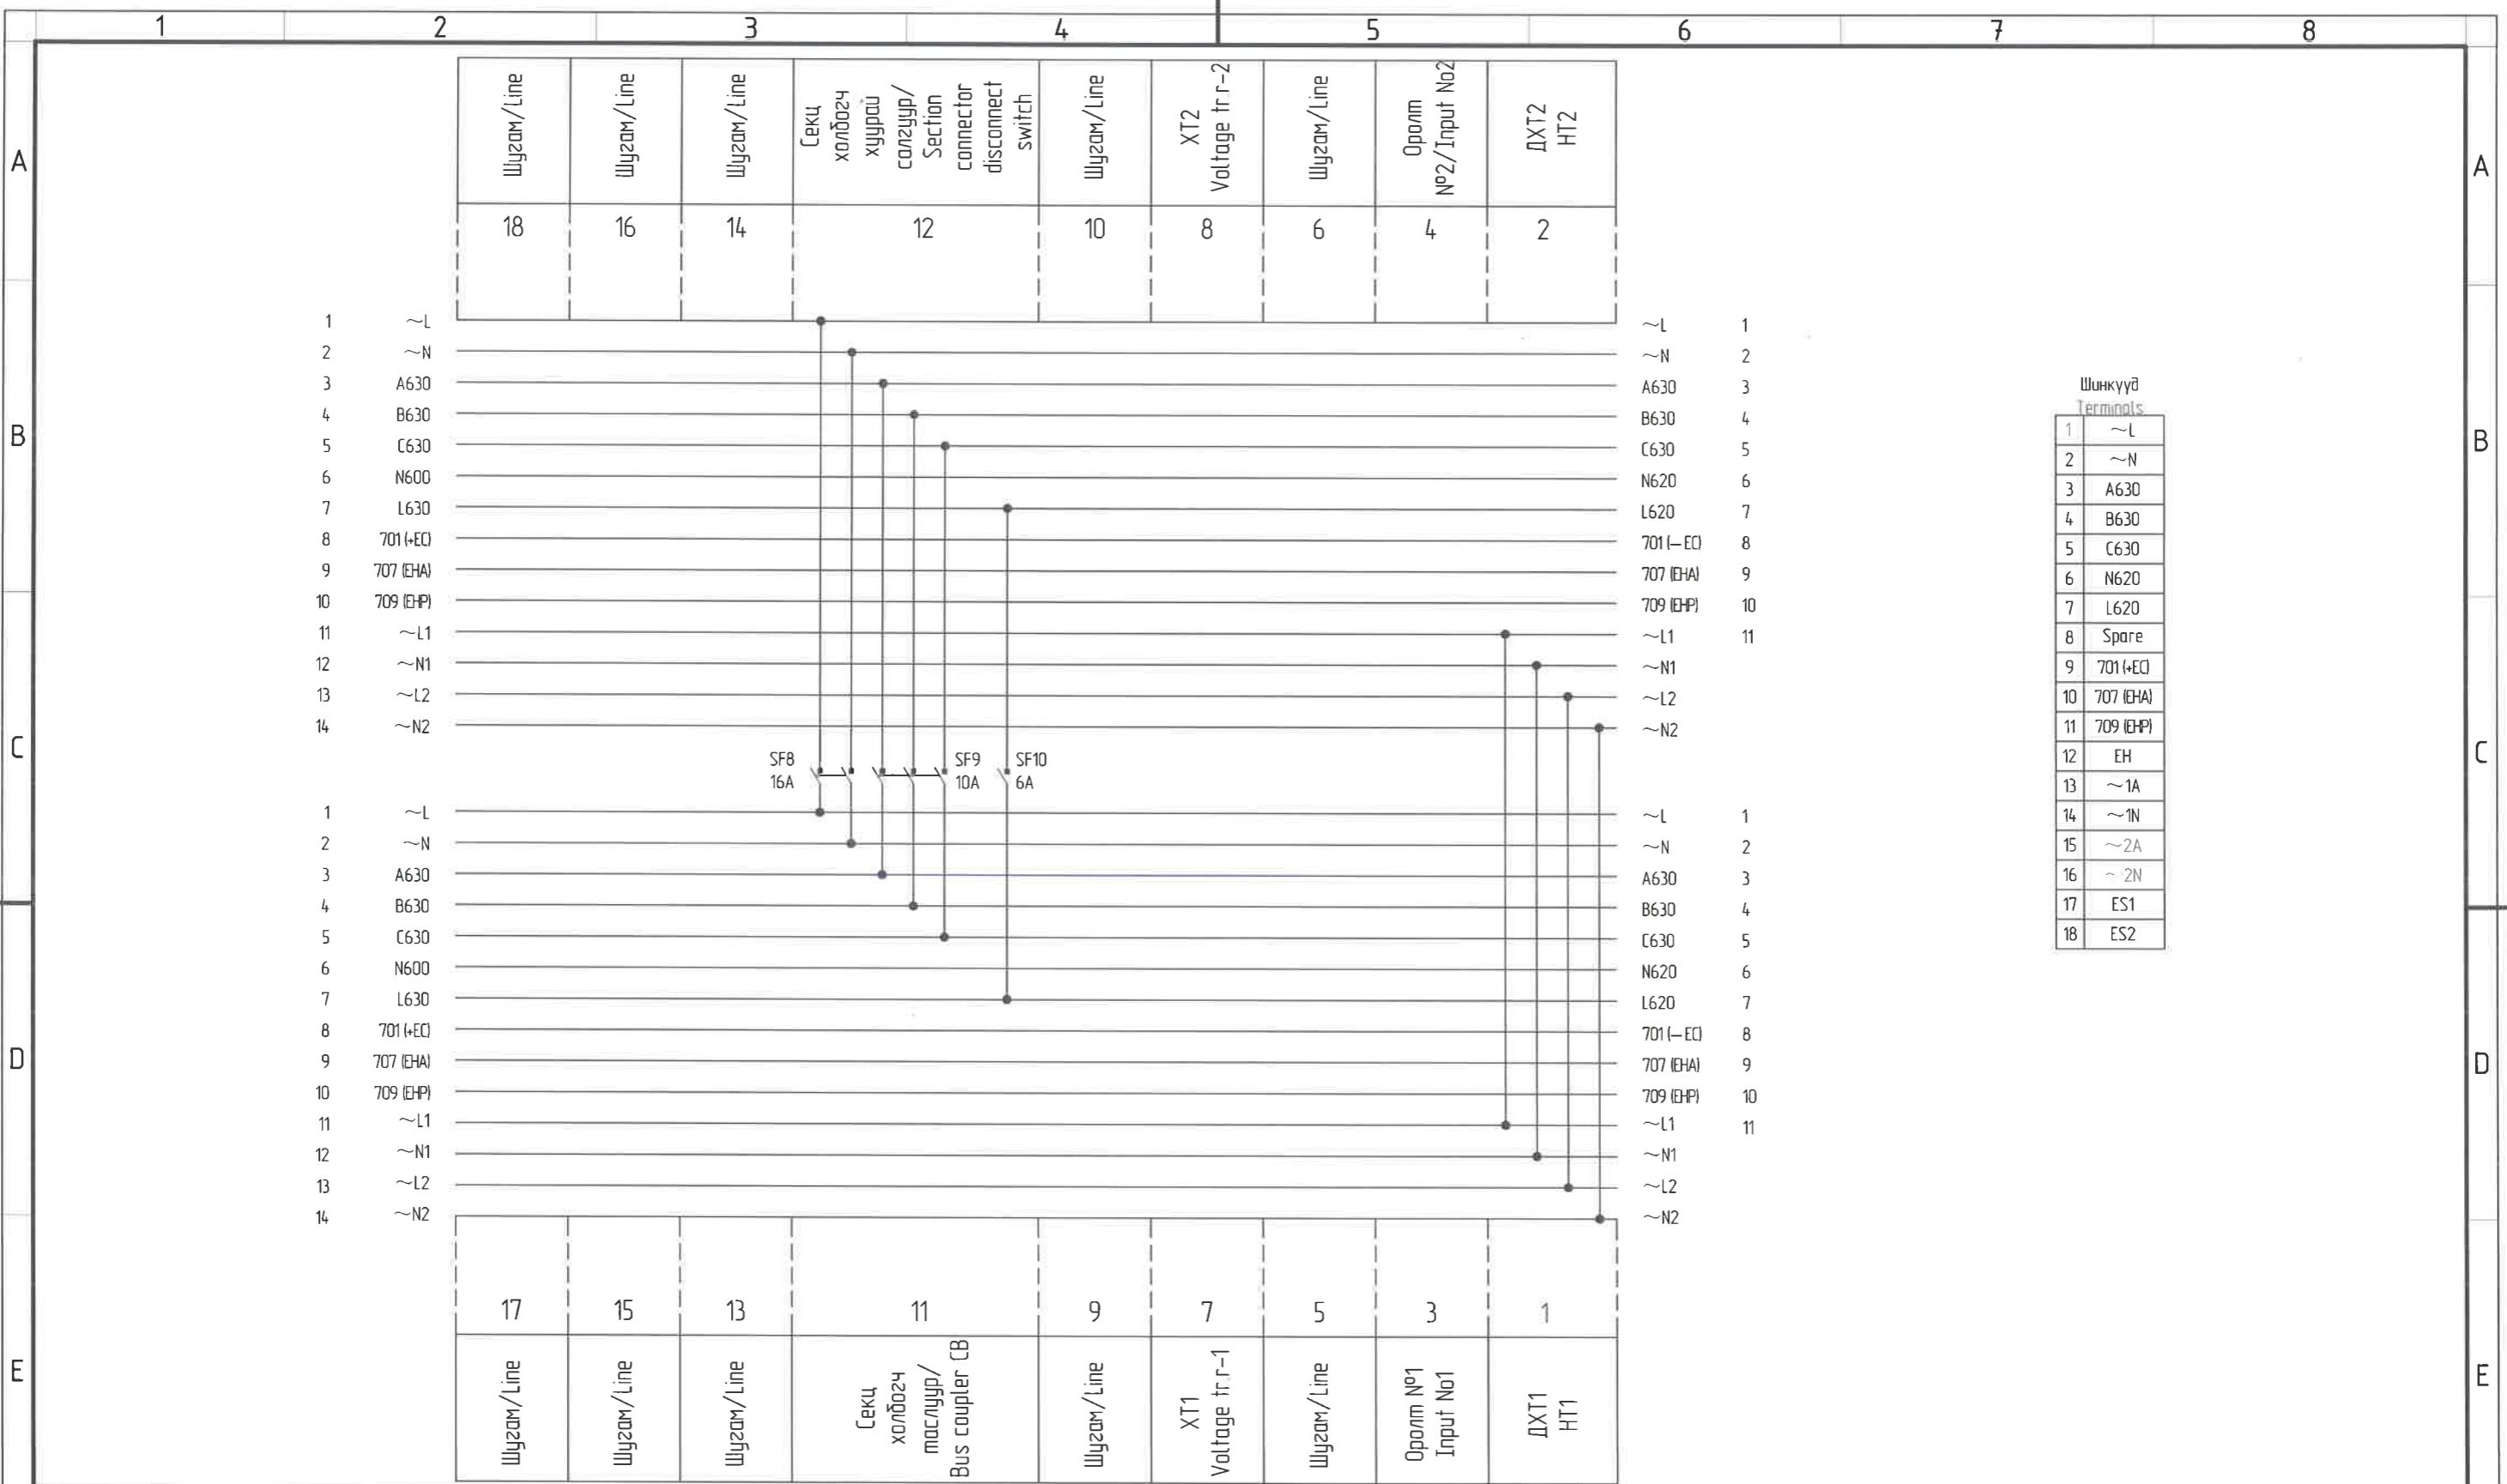 1 2 3 4 5 6 7 8
A A
Шугам/Line
Шугам/Line
Шугам/Line
Секц
холбогч
хуурай
салгуур/
Section
connector
disconnect
switch
Шугам/Line
ХТ2
Voltage tr.r-2
Шугам/Line
Оролт
№2/Input No2
ДХТ2
НТ2
18 16 14 12 10 8 6 4 2
1 ~L ~L 1
2 ~N ~N 2
3 A630 A630 3
4 B630 B630 4
5 C630 C630 5
6 N600 N620 6
7 L630 L620 7
8 701 (+EC) 701 (—EC) 8
9 707 (EHA) 707 (EHA) 9
10 709 (EHP) 709 (EHP) 10
11 ~L1 ~L1 11
12 ~N1 ~N1
13 ~L2 ~L2
14 ~N2 ~N2
B B
C C
SF8
16A
SF9
10A
SF10
6A
1 ~L ~L 1
2 ~N ~N 2
3 A630 A630 3
4 B630 B630 4
5 C630 C630 5
6 N600 N620 6
7 L630 L620 7
8 701 (+EC) 701 (—EC) 8
9 707 (EHA) 707 (EHA) 9
10 709 (EHP) 709 (EHP) 10
11 ~L1 ~L1 11
12 ~N1 ~N1
13 ~L2 ~L2
14 ~N2 ~N2
D D
Шинкууд
Terminals
1 ~L
2 ~N
3 A630
4 B630
5 C630
6 N620
7 L620
8 Spare
9 701 (+EC)
10 707 (EHA)
11 709 (EHP)
12 EH
13 ~1A
14 ~1N
15 ~2A
16 ~2N
17 ES1
18 ES2
17 15 13 11 9 7 5 3 1
E E
Шугам/Line
Шугам/Line
Шугам/Line
Секц
холбогч
таслуур/
Bus coupler CB
Шугам/Line
ХТ1
Voltage tr.r-1
Шугам/Line
Оролт №1
Input No1
ДХТ1
НТ1